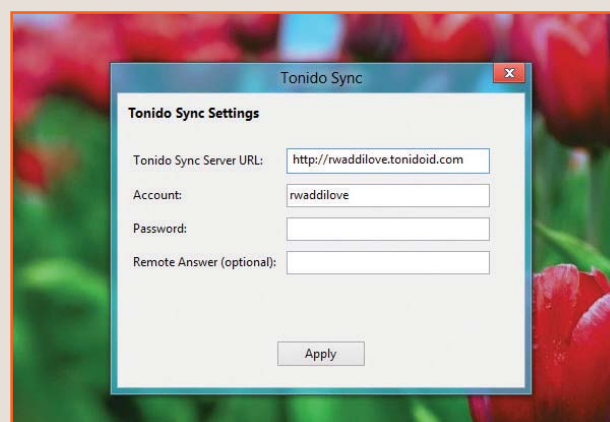 Tonido Sync
x
Tonido Sync Settings
Tonido Sync Server URL: http://rwaddilove.tonidoid.com
Account: rwaddilove
Password:
Remote Answer (optional):
Apply